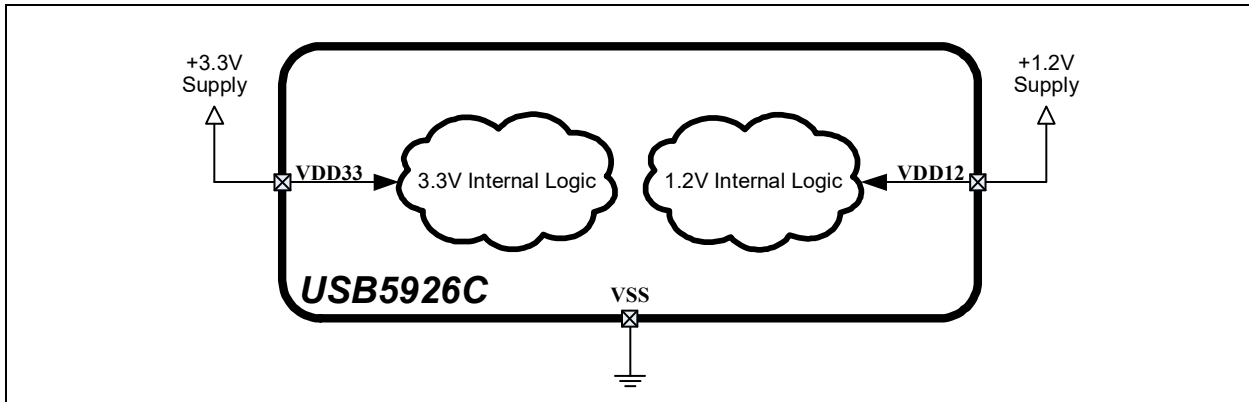 +3.3V
Supply
+1.2V
Supply
VDD33
3.3V Internal Logic
1.2V Internal Logic
VDD12
USB5926C
VSS